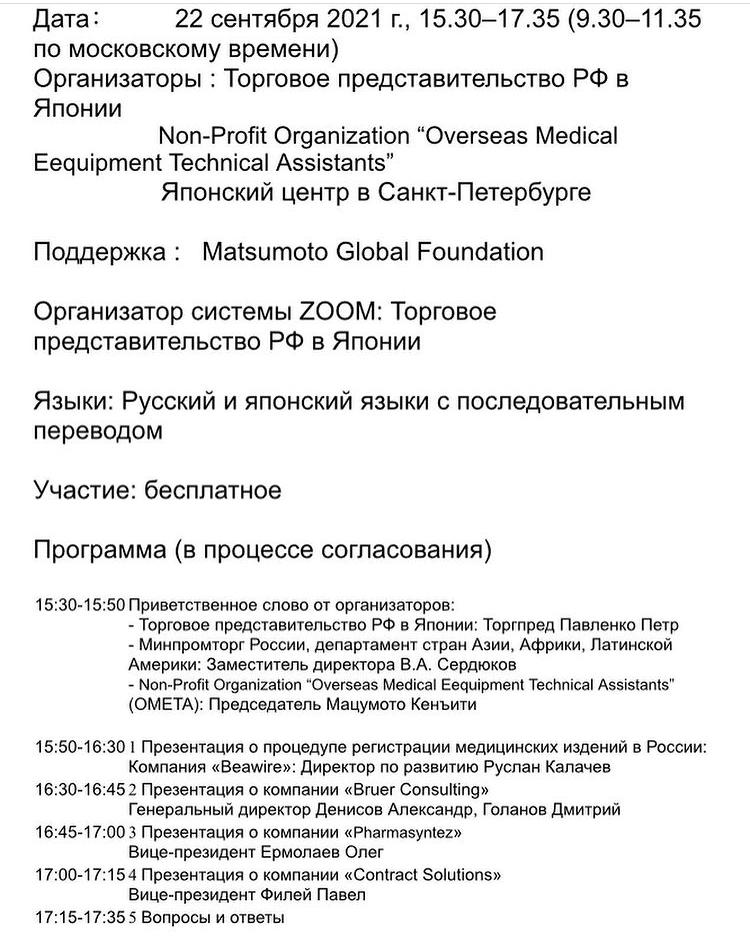 Дата: 22 сентября 2021 г., 15.30–17.35 (9.30–11.35
по московскому времени)
Организаторы : Торговое представительство РФ в
Японии
Non-Profit Organization “Overseas Medical
Eequipment Technical Assistants”
Японский центр в Санкт-Петербурге
Поддержка : Matsumoto Global Foundation
Организатор системы ZOOM: Торговое
представительство РФ в Японии
Языки: Русский и японский языки с последовательным
переводом
Участие: бесплатное
Программа (в процессе согласования)
15:30-15:50 Приветственное слово от организаторов:
- Торговое представительство РФ в Японии: Торгпред Павленко Петр
- Минпромторг России, департамент стран Азии, Африки, Латинской
Америки: Заместитель директора В.А. Сердюков
- Non-Profit Organization “Overseas Medical Eequipment Technical Assistants”
(OMETA): Председатель Мацумото Кенъити
15:50-16:30 1 Презентация о процедупе регистрации медицинских издений в России:
Компания «Beawire»: Директор по развитию Руслан Калачев
16:30-16:45 2 Презентация о компании «Bruer Consulting»
Генеральный директор Денисов Александр, Голанов Дмитрий
16:45-17:00 3 Презентация о компании «Pharmasyntez»
Вице-президент Ермолаев Олег
17:00-17:15 4 Презентация о компании «Contract Solutions»
Вице-президент Филей Павел
17:15-17:35 5 Вопросы и ответы